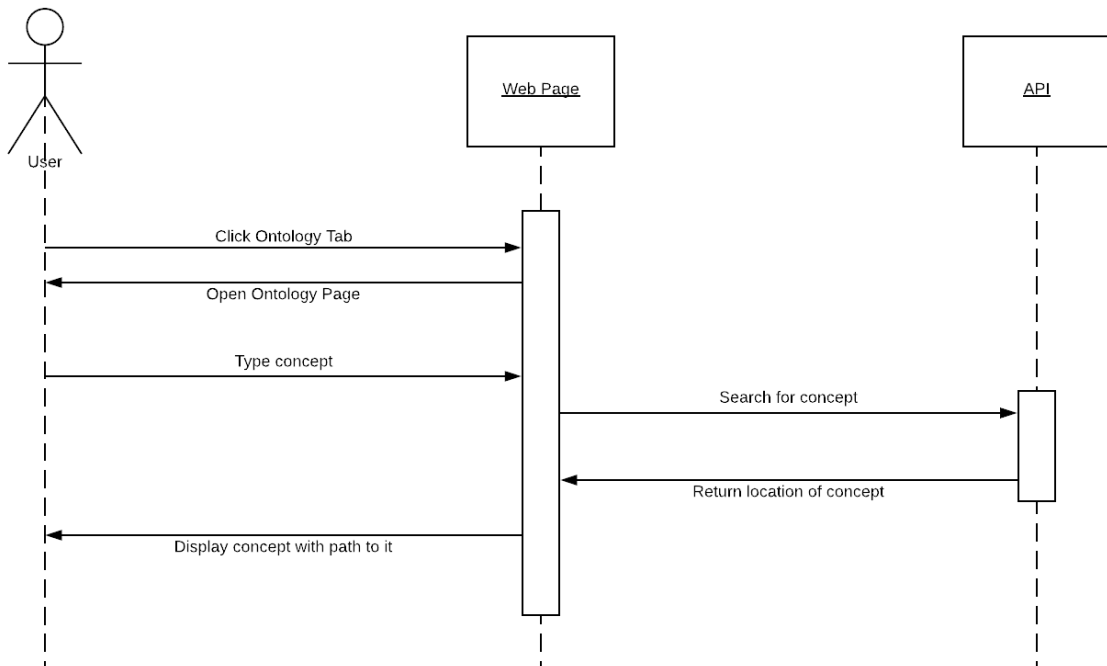 Web Page
API
User
Click Ontology Tab
Open Ontology Page
Type concept
Search for concept
Return location of concept
Display concept with path to it